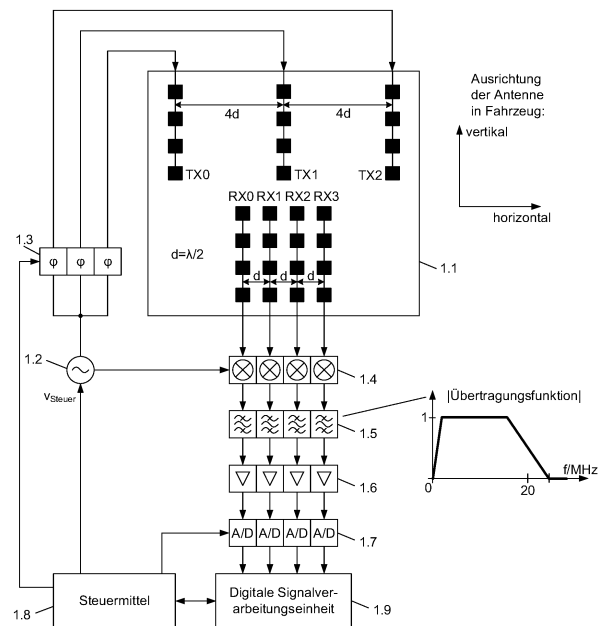 Ausrichtung
der Antenne
in Fahrzeug:
vertikal
horizontal
4d
4d
TX0
TX1
TX2
RX0
RX1
RX2
RX3
1.3
φ
φ
φ
d=λ/2
d
d
d
1.1
1.2
vSteuer
1.4
|Übertragungsfunktion|
1
0
20
f/MHz
1.5
1.6
A/D
A/D
A/D
A/D
1.7
Steuermittel
1.8
Digitale Signalver-
arbeitungseinheit
1.9